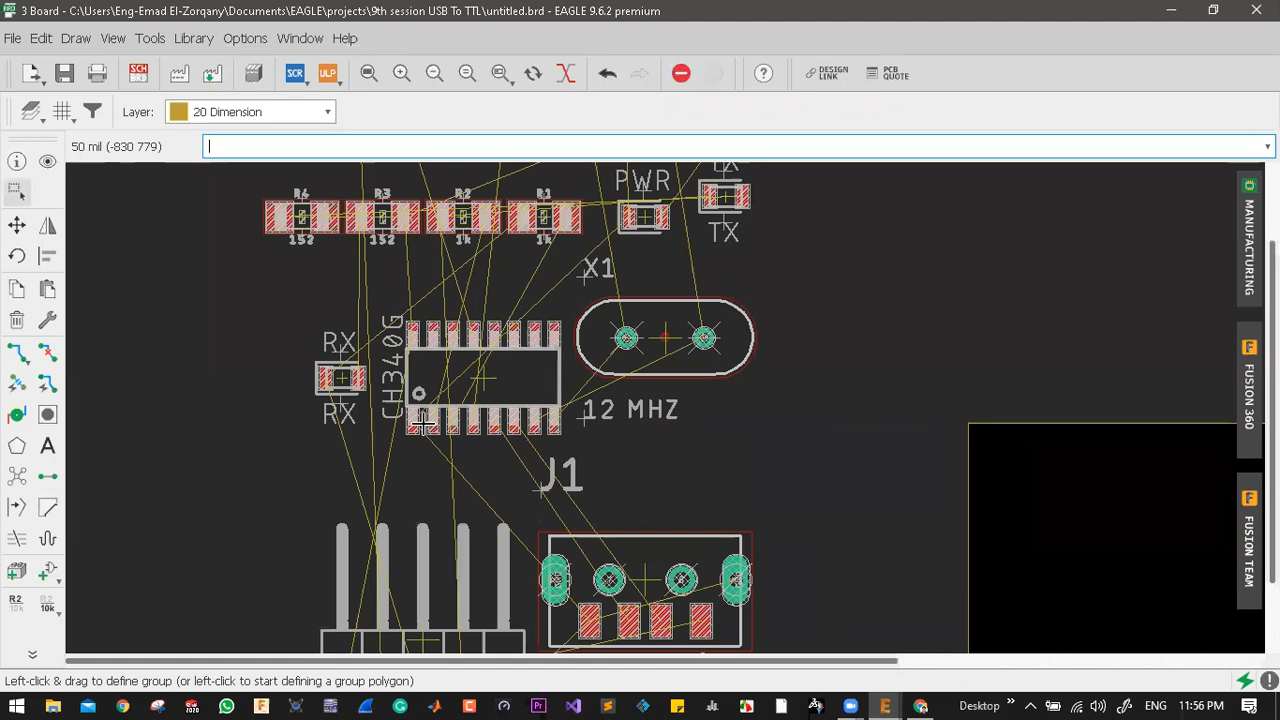 3 Board - C:\Users\Eng-Emad El-Zorqany\Documents\EAGLE\projects\9th session USB To TTL\untitled.brd - EAGLE 9.6.2 premium
File Edit Draw View Tools Library Options Window Help
SCH SCR ULP DESIGN LINK PCB QUOTE
Layer: 20 Dimension
50 mil (-830 779)
R4 R3 R2 R1 PWR TX
152 152 1k 1k TX
X1
RX CH340G
RX 12 MHZ
J1
MANUFACTURING
FUSION 360
FUSION TEAM
R2 10k R2 10k
Left-click & drag to define group (or left-click to start defining a group polygon)
Desktop ENG 11:56 PM